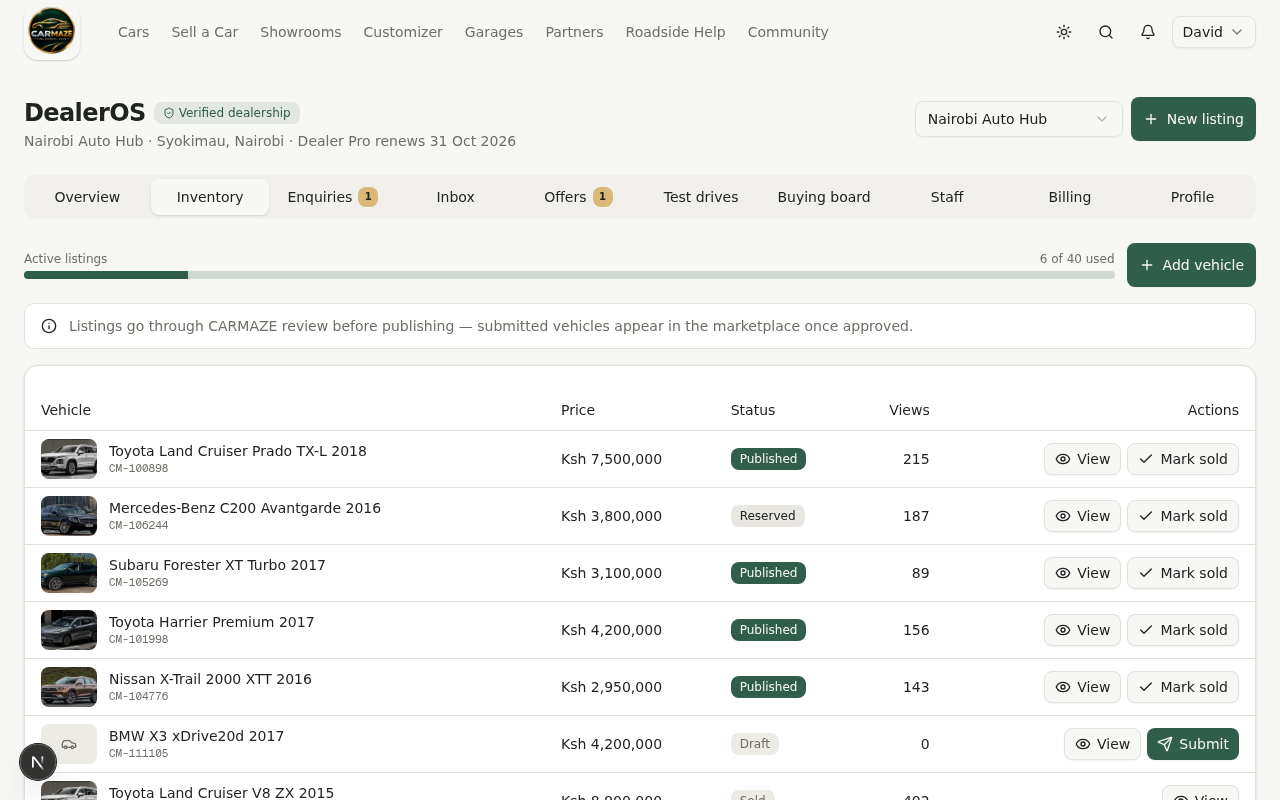 CARMAZE
Cars
Sell a Car
Showrooms
Customizer
Garages
Partners
Roadside Help
Community
David
DealerOS
Verified dealership
Nairobi Auto Hub · Syokimau, Nairobi · Dealer Pro renews 31 Oct 2026
Nairobi Auto Hub
New listing
Overview
Inventory
Enquiries 1
Inbox
Offers 1
Test drives
Buying board
Staff
Billing
Profile
Active listings
6 of 40 used
Add vehicle
Listings go through CARMAZE review before publishing — submitted vehicles appear in the marketplace once approved.
Vehicle Price Status Views Actions
Toyota Land Cruiser Prado TX-L 2018
CM-100898
Ksh 7,500,000 Published 215 View Mark sold
Mercedes-Benz C200 Avantgarde 2016
CM-106244
Ksh 3,800,000 Reserved 187 View Mark sold
Subaru Forester XT Turbo 2017
CM-105269
Ksh 3,100,000 Published 89 View Mark sold
Toyota Harrier Premium 2017
CM-101998
Ksh 4,200,000 Published 156 View Mark sold
Nissan X-Trail 2000 XTT 2016
CM-104776
Ksh 2,950,000 Published 143 View Mark sold
BMW X3 xDrive20d 2017
CM-111105
Ksh 4,200,000 Draft 0 View Submit
N
Toyota Land Cruiser V8 ZX 2015
Ksh 8,900,000 Sold 402 View